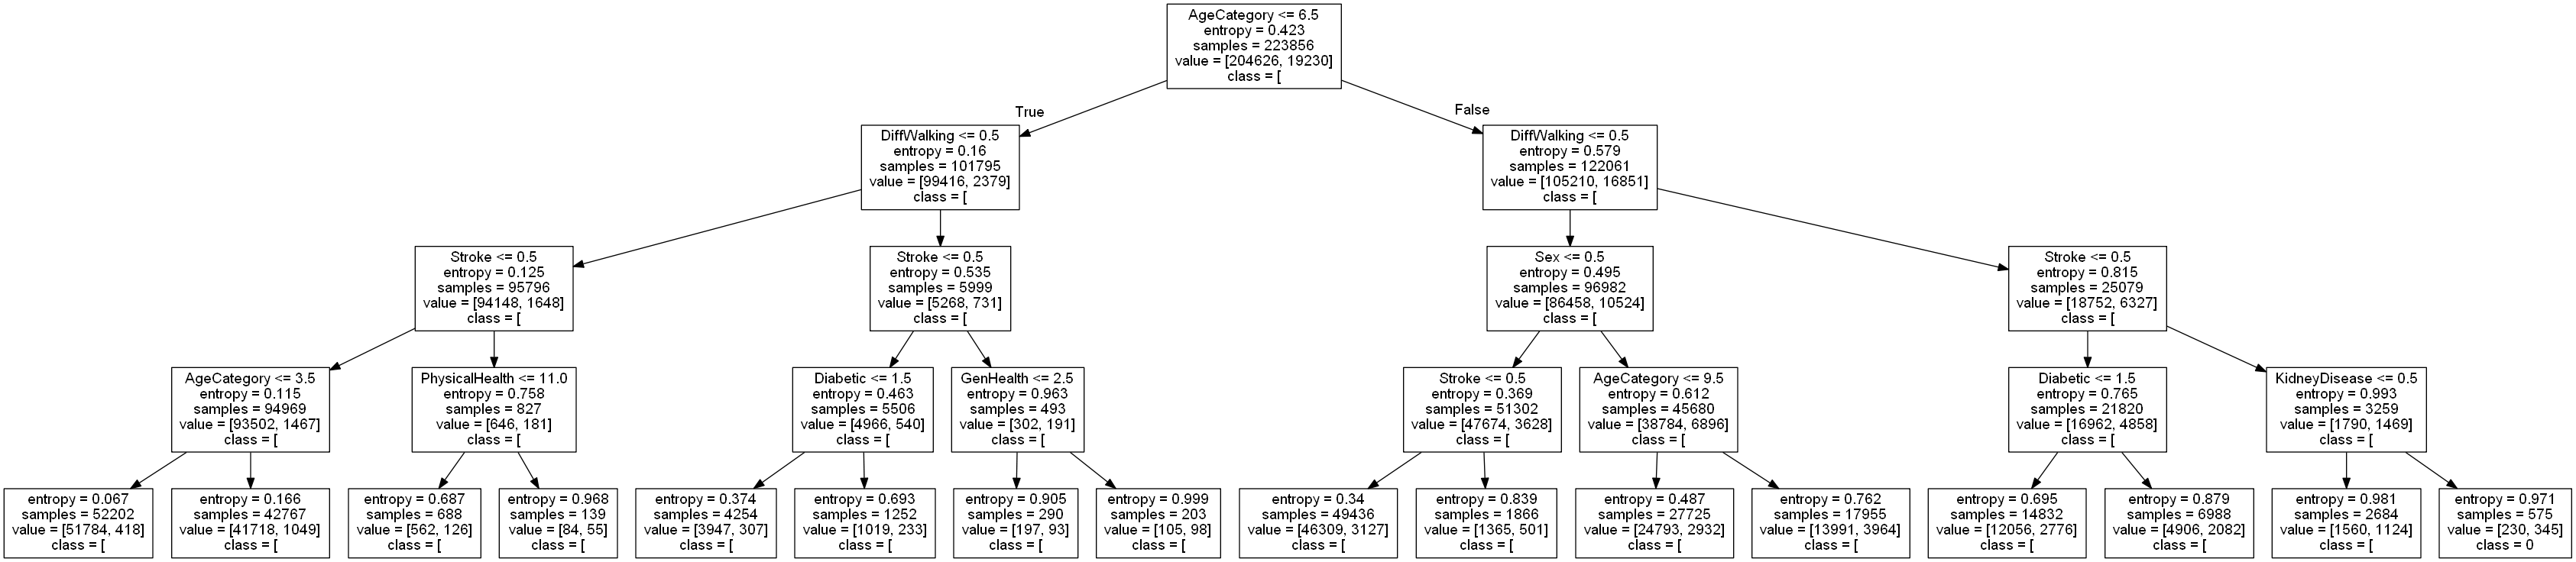 AgeCategory <= 6.5
entropy = 0.423
samples = 223856
value = [204626, 19230]
class = [
True
False
DiffWalking <= 0.5
entropy = 0.16
samples = 101795
value = [99416, 2379]
class = [
DiffWalking <= 0.5
entropy = 0.579
samples = 122061
value = [105210, 16851]
class = [
Stroke <= 0.5
entropy = 0.125
samples = 95796
value = [94148, 1648]
class = [
Stroke <= 0.5
entropy = 0.535
samples = 5999
value = [5268, 731]
class = [
Sex <= 0.5
entropy = 0.495
samples = 96982
value = [86458, 10524]
class = [
Stroke <= 0.5
entropy = 0.815
samples = 25079
value = [18752, 6327]
class = [
AgeCategory <= 3.5
entropy = 0.115
samples = 94969
value = [93502, 1467]
class = [
PhysicalHealth <= 11.0
entropy = 0.758
samples = 827
value = [646, 181]
class = [
Diabetic <= 1.5
entropy = 0.463
samples = 5506
value = [4966, 540]
class = [
GenHealth <= 2.5
entropy = 0.963
samples = 493
value = [302, 191]
class = [
Stroke <= 0.5
entropy = 0.369
samples = 51302
value = [47674, 3628]
class = [
AgeCategory <= 9.5
entropy = 0.612
samples = 45680
value = [38784, 6896]
class = [
Diabetic <= 1.5
entropy = 0.765
samples = 21820
value = [16962, 4858]
class = [
KidneyDisease <= 0.5
entropy = 0.993
samples = 3259
value = [1790, 1469]
class = [
entropy = 0.067
samples = 52202
value = [51784, 418]
class = [
entropy = 0.166
samples = 42767
value = [41718, 1049]
class = [
entropy = 0.687
samples = 688
value = [562, 126]
class = [
entropy = 0.968
samples = 139
value = [84, 55]
class = [
entropy = 0.374
samples = 4254
value = [3947, 307]
class = [
entropy = 0.693
samples = 1252
value = [1019, 233]
class = [
entropy = 0.905
samples = 290
value = [197, 93]
class = [
entropy = 0.999
samples = 203
value = [105, 98]
class = [
entropy = 0.34
samples = 49436
value = [46309, 3127]
class = [
entropy = 0.839
samples = 1866
value = [1365, 501]
class = [
entropy = 0.487
samples = 27725
value = [24793, 2932]
class = [
entropy = 0.762
samples = 17955
value = [13991, 3964]
class = [
entropy = 0.695
samples = 14832
value = [12056, 2776]
class = [
entropy = 0.879
samples = 6988
value = [4906, 2082]
class = [
entropy = 0.981
samples = 2684
value = [1560, 1124]
class = [
entropy = 0.971
samples = 575
value = [230, 345]
class = 0